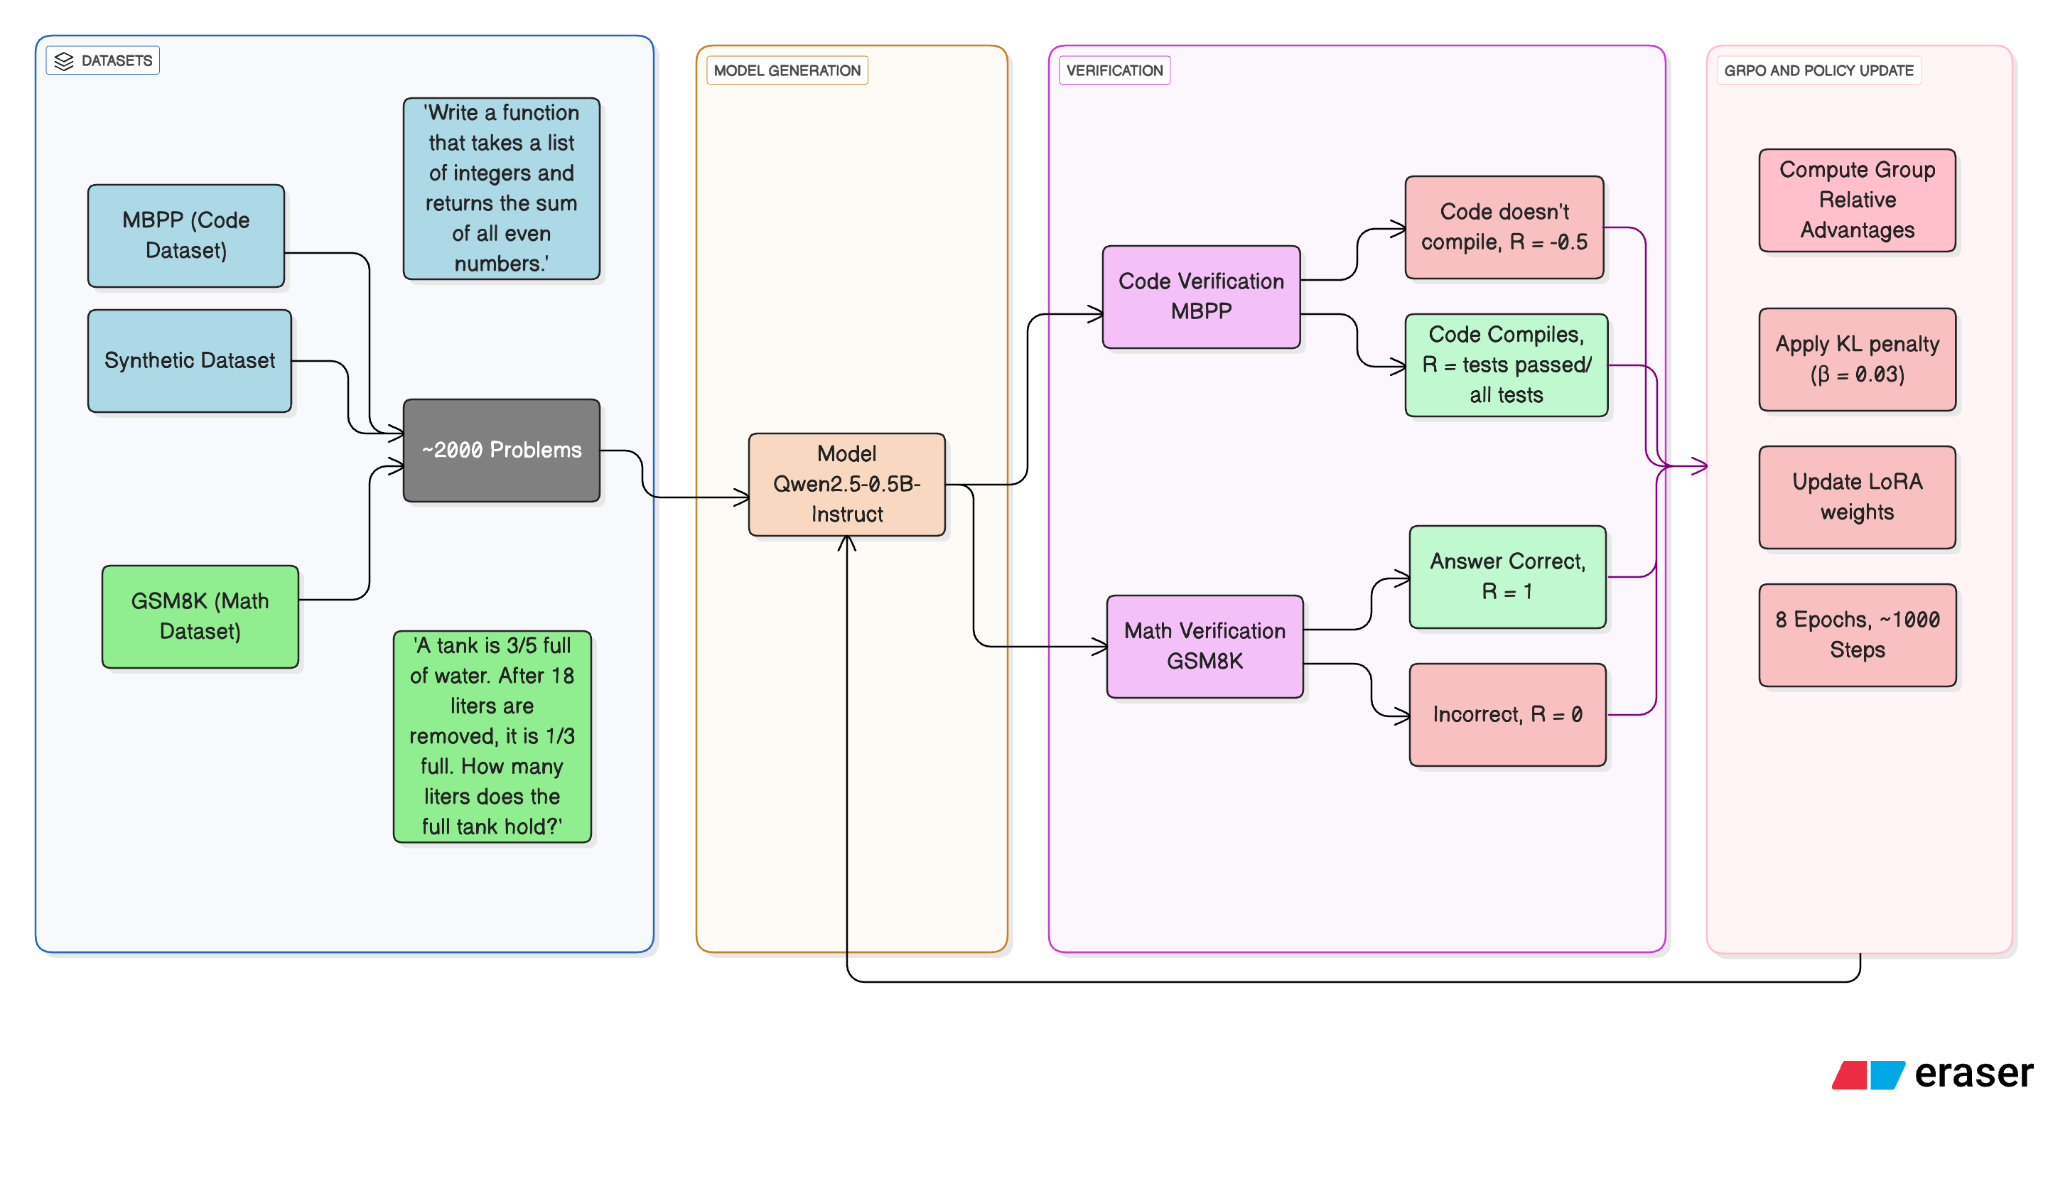 DATASETS
'Write a function
that takes a list
of integers and
returns the sum
of all even
numbers.'
MBPP (Code
Dataset)
Synthetic Dataset
~2000 Problems
GSM8K (Math
Dataset)
'A tank is 3/5 full
of water. After 18
liters are
removed, it is 1/3
full. How many
liters does the
full tank hold?'
MODEL GENERATION
Model
Qwen2.5-0.5B-
Instruct
VERIFICATION
Code Verification
MBPP
Code doesn't
compile, R = -0.5
Code Compiles,
R = tests passed/
all tests
Math Verification
GSM8K
Answer Correct,
R = 1
Incorrect, R = 0
GRPO AND POLICY UPDATE
Compute Group
Relative
Advantages
Apply KL penalty
(β = 0.03)
Update LoRA
weights
8 Epochs, ~1000
Steps
eraser